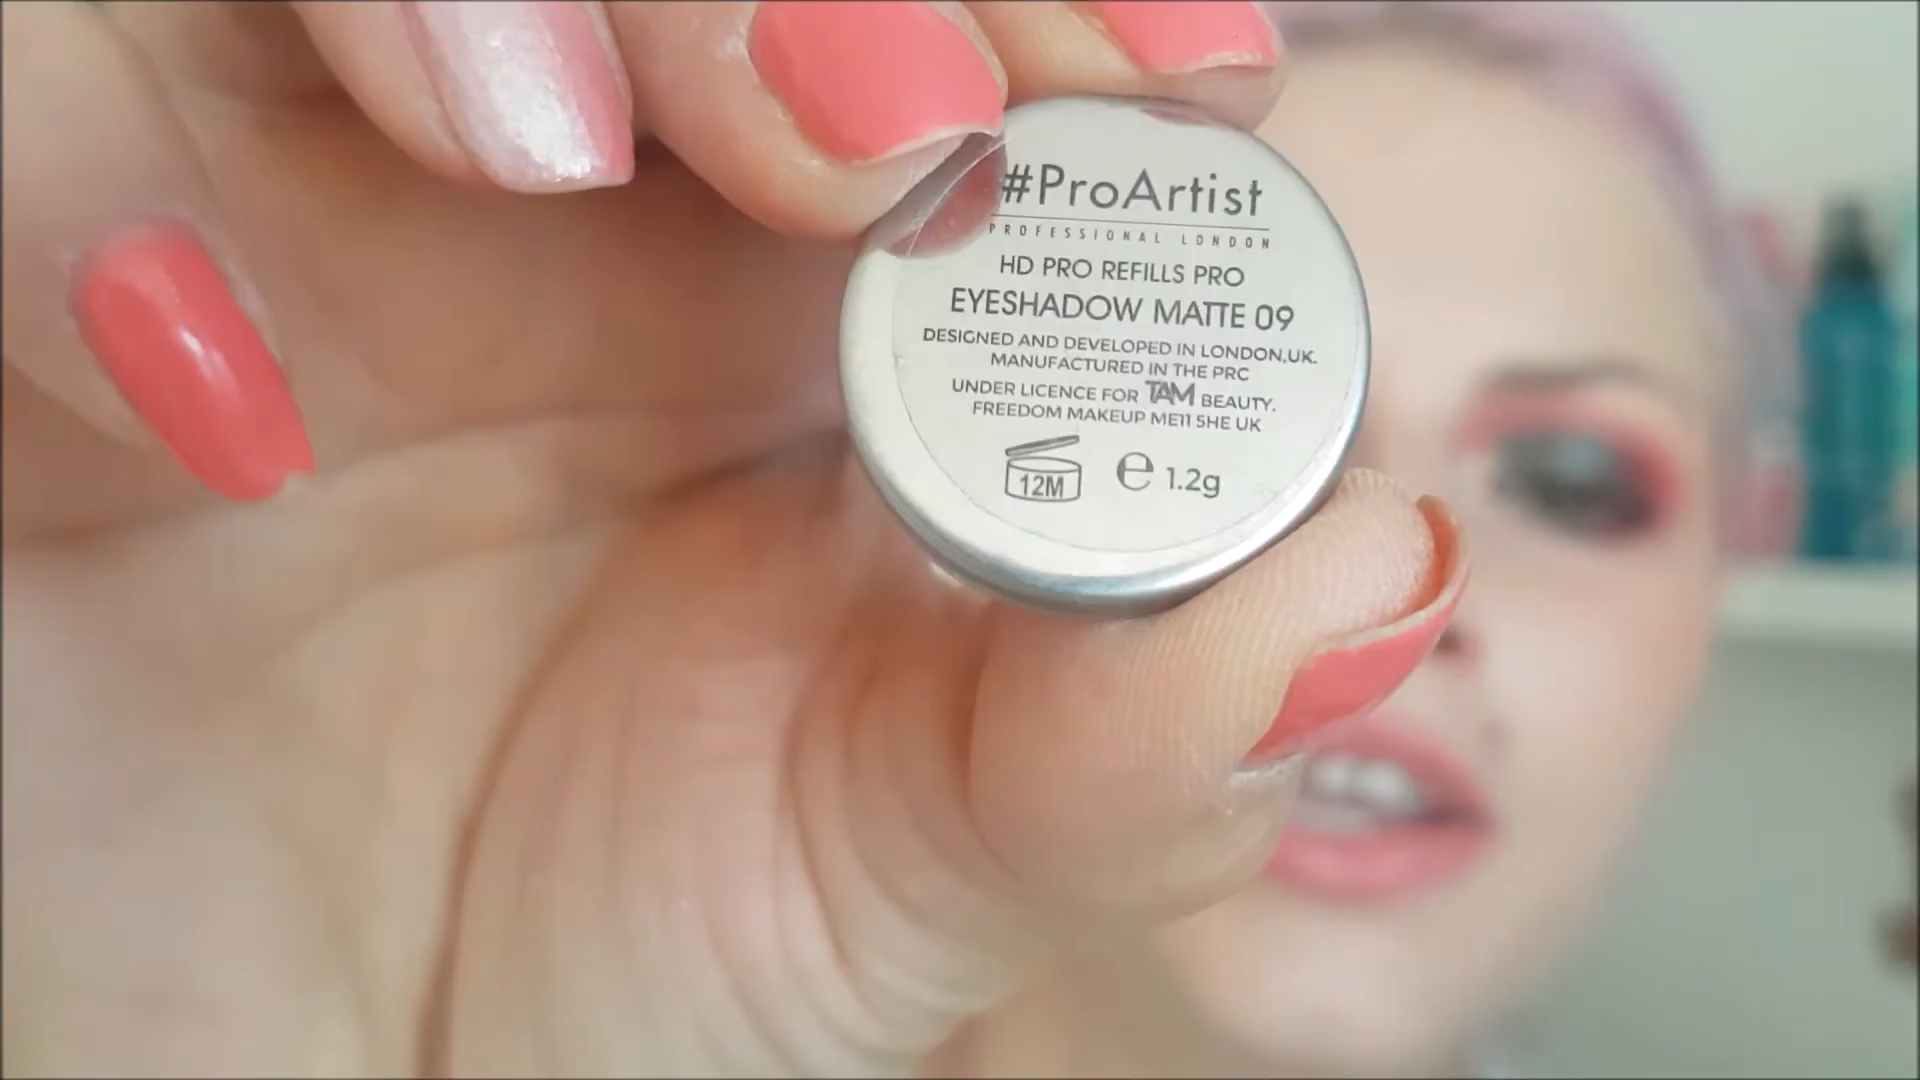 #ProArtist
PROFESSIONAL LONDON
HD PRO REFILLS PRO
EYESHADOW MATTE 09
DESIGNED AND DEVELOPED IN LONDON,UK.
MANUFACTURED IN THE PRC
UNDER LICENCE FOR TAM BEAUTY.
FREEDOM MAKEUP ME11 5HE UK
12M e 1.2g